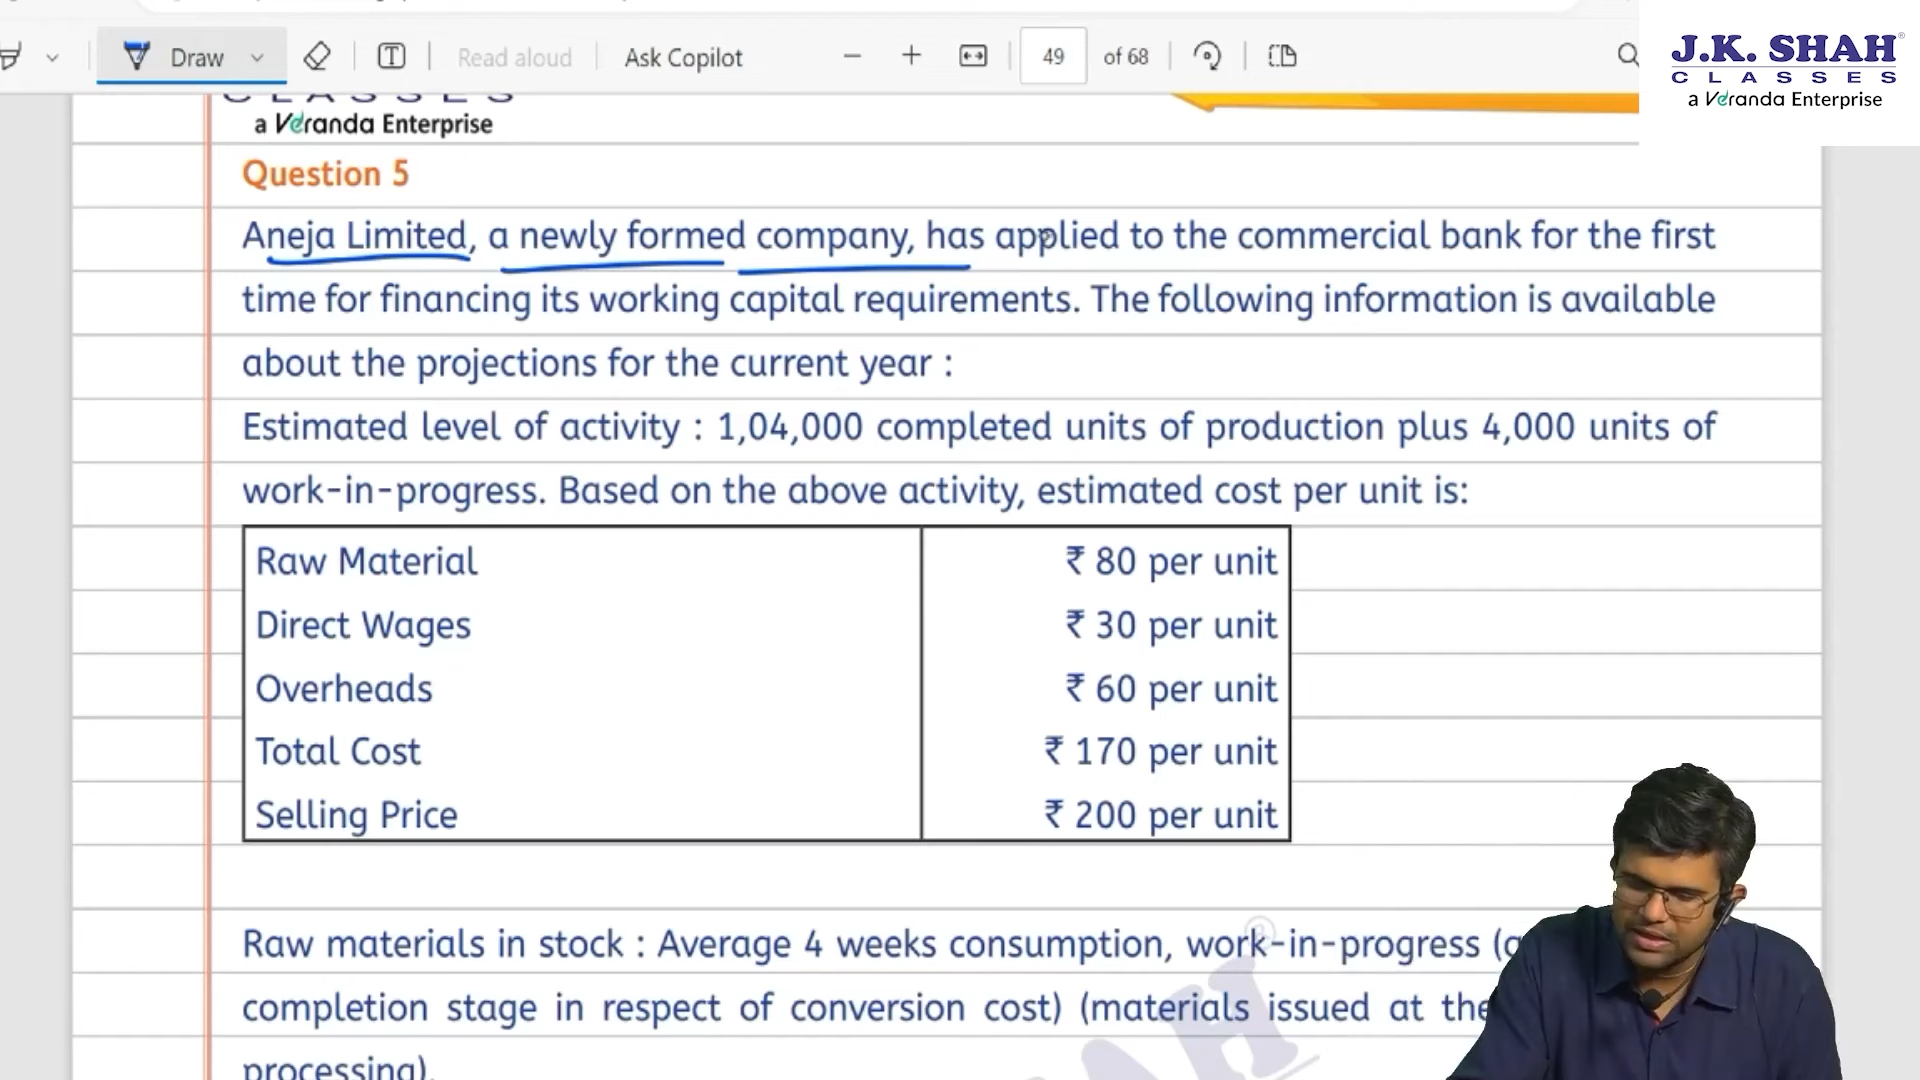 Draw
Read aloud
Ask Copilot
49 of 68
J.K. SHAH
CLASSES
a Veranda Enterprise
CLASSES
a Veranda Enterprise
Question 5
Aneja Limited, a newly formed company, has applied to the commercial bank for the first
time for financing its working capital requirements. The following information is available
about the projections for the current year :
Estimated level of activity : 1,04,000 completed units of production plus 4,000 units of
work-in-progress. Based on the above activity, estimated cost per unit is:
Raw Material ₹ 80 per unit
Direct Wages ₹ 30 per unit
Overheads ₹ 60 per unit
Total Cost ₹ 170 per unit
Selling Price ₹ 200 per unit
Raw materials in stock : Average 4 weeks consumption, work-in-progress
completion stage in respect of conversion cost) (materials issued at the
processing).